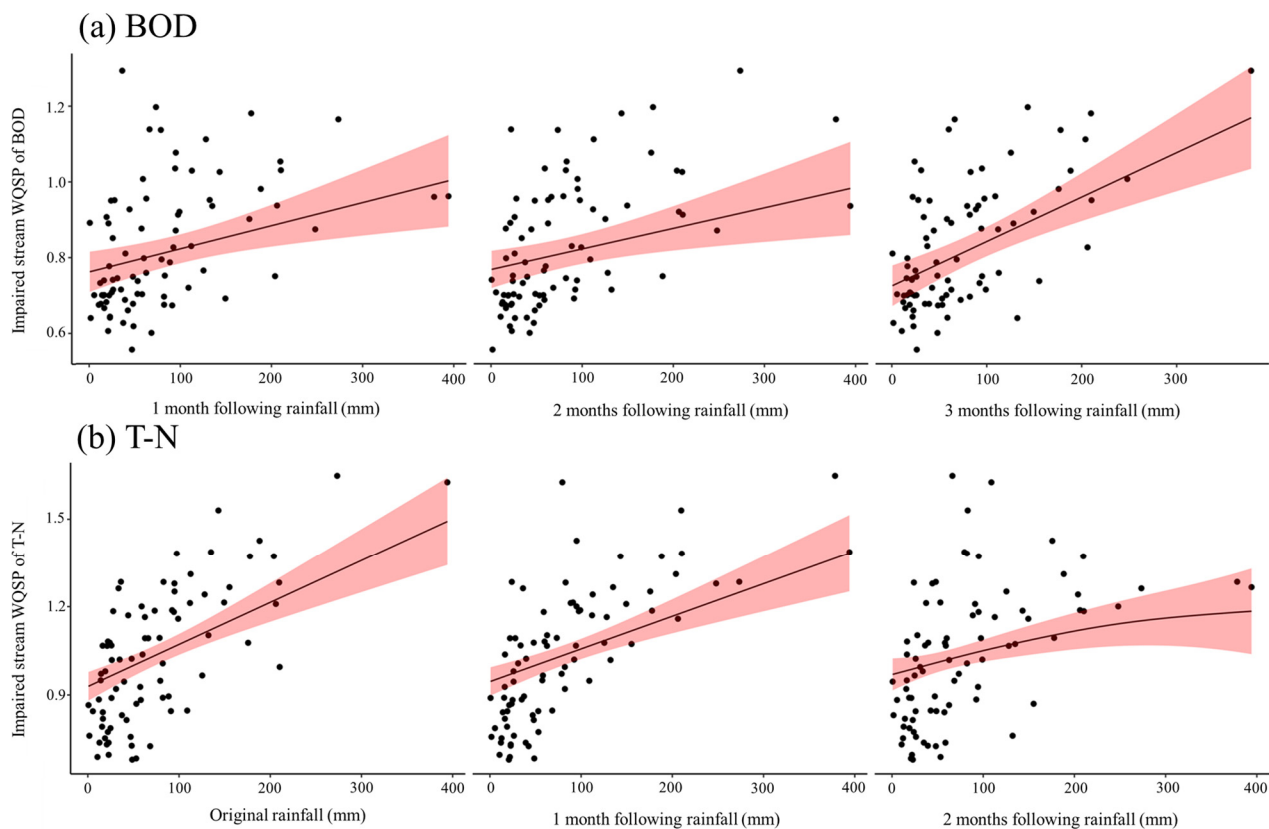 (a) BOD
Impaired stream WQSP of BOD
1.2
1.0
0.8
0.6
0 100 200 300 400
0 100 200 300 400
0 100 200 300
1 month following rainfall (mm)
2 months following rainfall (mm)
3 months following rainfall (mm)
(b) T-N
Impaired stream WQSP of T-N
1.5
1.2
0.9
0 100 200 300 400
0 100 200 300 400
0 100 200 300 400
Original rainfall (mm)
1 month following rainfall (mm)
2 months following rainfall (mm)